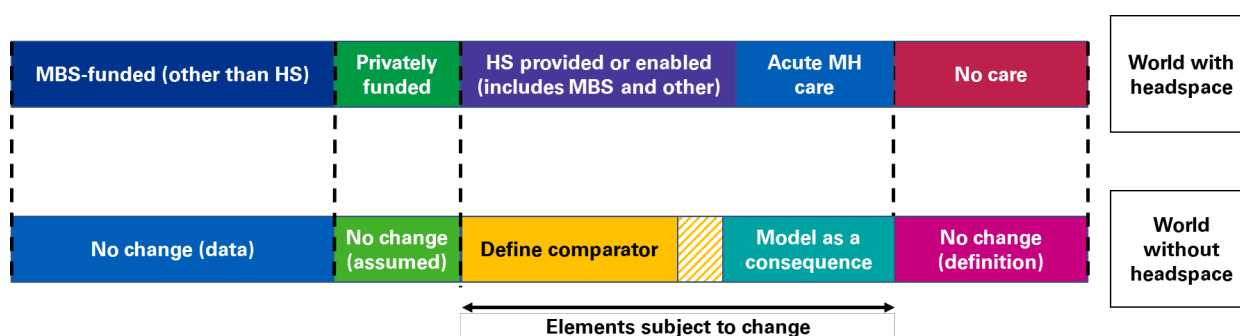 MBS-funded (other than HS)
Privately
funded
HS provided or enabled
(includes MBS and other)
Acute MH
care
No care
World with
headspace
No change (data)
No change
(assumed)
Define comparator
Model as a
consequence
No change
(definition)
World
without
headspace
Elements subject to change